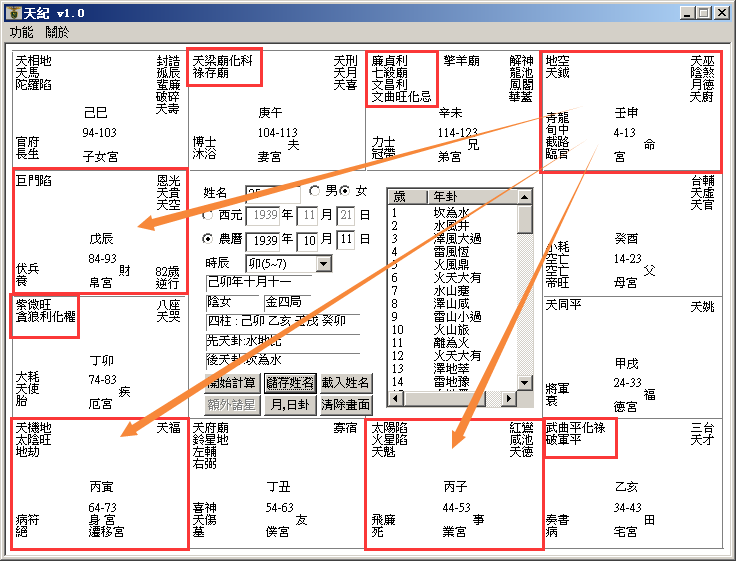 天紀 v1.0
功能 關於
天相地
天馬
陀羅陷
封誥
孤辰
蜚廉
破碎
天壽
己巳
94-103
官府
長生
子女宮
天梁廟化科
祿存廟
天刑
天月
天喜
庚午
104-113
博士
沐浴
夫
妻宮
廉貞利
七殺廟
文昌利
文曲旺化忌
擎羊廟
解神
龍池
鳳閣
華蓋
辛未
114-123
力士
冠帶
兄
弟宮
地空
天鉞
天巫
陰煞
月德
天廚
壬申
4-13
青龍
旬中
截路
臨官
命
宮
巨門陷
恩光
天貴
天空
戊辰
84-93
伏兵
養
財
帛宮
82歲
逆行
姓名
男
女
西元 1939 年 11 月 21 日
農曆 1939 年 10 月 11 日
時辰 卯(5~7)
己卯年十月十一
陰女 金四局
四柱 : 己卯 乙亥 壬戌 癸卯
先天卦:水地比
後天卦:坎為水
開始計算 儲存姓名 載入姓名
額外諸星 月,日卦 清除畫面
歲 年卦
1 坎為水
2 水風井
3 澤風大過
4 雷風恆
5 火風鼎
6 火天大有
7 水山蹇
8 澤山咸
9 雷山小過
10 火山旅
11 離為火
12 火天大有
13 澤地萃
14 雷地豫
台輔
天虛
天官
癸酉
14-23
小耗
空亡
空亡
帝旺
父
母宮
紫微旺
貪狼利化權
八座
天哭
丁卯
74-83
大耗
天使
胎
疾
厄宮
天同平
天姚
甲戌
24-33
將軍
衰
福
德宮
天機地
太陰旺
地劫
天福
丙寅
64-73
病符
絕
身宮
遷移宮
天府廟
鈴星地
左輔
右弼
寡宿
丁丑
54-63
喜神
天傷
墓
友
僕宮
太陽陷
火星陷
天魁
紅鸞
咸池
天德
丙子
44-53
飛廉
死
事
業宮
武曲平化祿
破軍平
三台
天才
乙亥
34-43
奏書
病
田
宅宮